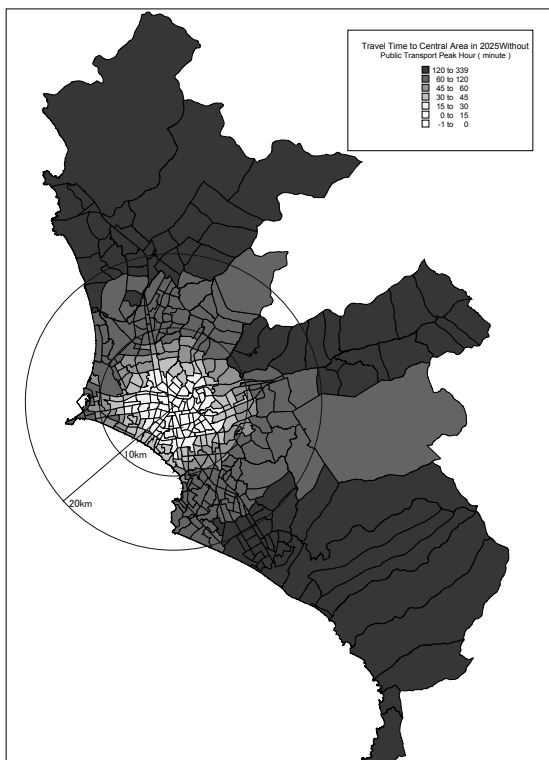 Travel Time to Central Area in 2025Without
Public Transport Peak Hour ( minute )
120 to 339
60 to 120
45 to 60
30 to 45
15 to 30
0 to 15
-1 to 0
10km
20km